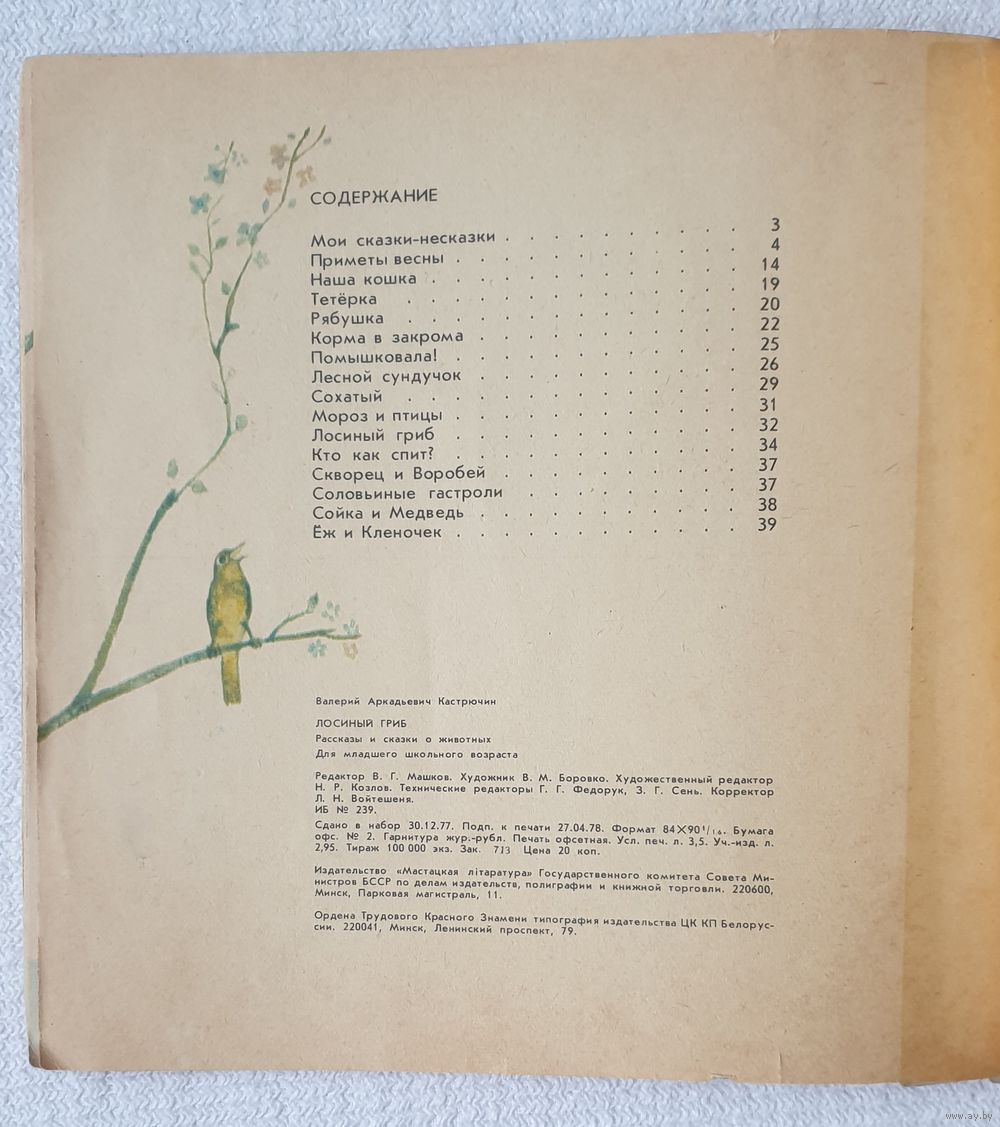 СОДЕРЖАНИЕ
Мои сказки-несказки . . . . . . . . . . 3
Приметы весны . . . . . . . . . . . . 4
Наша кошка . . . . . . . . . . . . . 14
Тетёрка . . . . . . . . . . . . . . 19
Рябушка . . . . . . . . . . . . . . 20
Корма в закрома . . . . . . . . . . . 22
Помышковала! . . . . . . . . . . . . 25
Лесной сундучок . . . . . . . . . . . 26
Сохатый . . . . . . . . . . . . . . 29
Мороз и птицы . . . . . . . . . . . . 31
Лосиный гриб . . . . . . . . . . . . 32
Кто как спит? . . . . . . . . . . . . 34
Скворец и Воробей . . . . . . . . . . 37
Соловьиные гастроли . . . . . . . . . 37
Сойка и Медведь . . . . . . . . . . . 38
Ёж и Кленочек . . . . . . . . . . . . 39
Валерий Аркадьевич Кастрючин
ЛОСИНЫЙ ГРИБ
Рассказы и сказки о животных
Для младшего школьного возраста
Редактор В. Г. Машков. Художник В. М. Боровко. Художественный редактор
Н. Р. Козлов. Технические редакторы Г. Г. Федорук, З. Г. Сень. Корректор
Л. Н. Войтешеня.
ИБ № 239.
Сдано в набор 30.12.77. Подп. к печати 27.04.78. Формат 84×90¹/₁₆. Бумага
офс. № 2. Гарнитура жур.-рубл. Печать офсетная. Усл. печ. л. 3,5. Уч.-изд. л.
2,95. Тираж 100 000 экз. Зак. 713 Цена 20 коп.
Издательство «Мастацкая літаратура» Государственного комитета Совета Ми-
нистров БССР по делам издательств, полиграфии и книжной торговли. 220600,
Минск, Парковая магистраль, 11.
Ордена Трудового Красного Знамени типография издательства ЦК КП Белорус-
сии. 220041, Минск, Ленинский проспект, 79.
www.ay.by